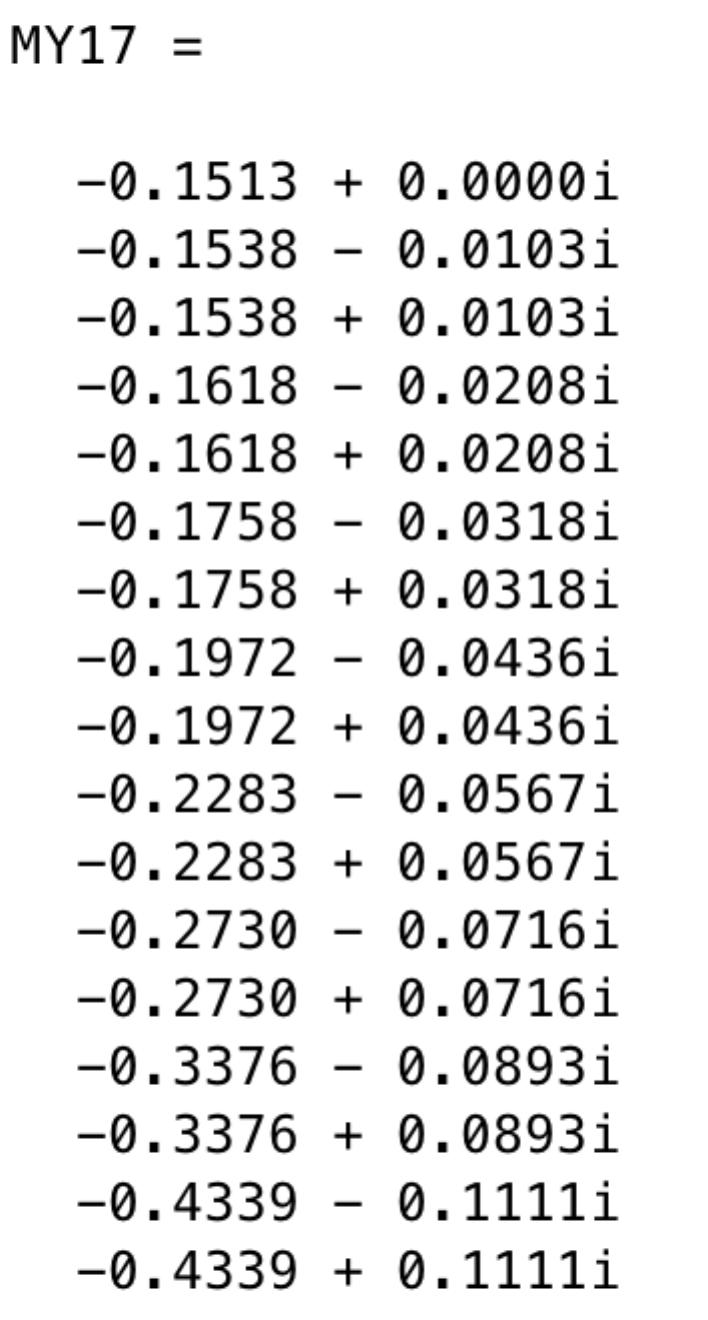 MY17 =
-0.1513 + 0.0000i
-0.1538 - 0.0103i
-0.1538 + 0.0103i
-0.1618 - 0.0208i
-0.1618 + 0.0208i
-0.1758 - 0.0318i
-0.1758 + 0.0318i
-0.1972 - 0.0436i
-0.1972 + 0.0436i
-0.2283 - 0.0567i
-0.2283 + 0.0567i
-0.2730 - 0.0716i
-0.2730 + 0.0716i
-0.3376 - 0.0893i
-0.3376 + 0.0893i
-0.4339 - 0.1111i
-0.4339 + 0.1111i